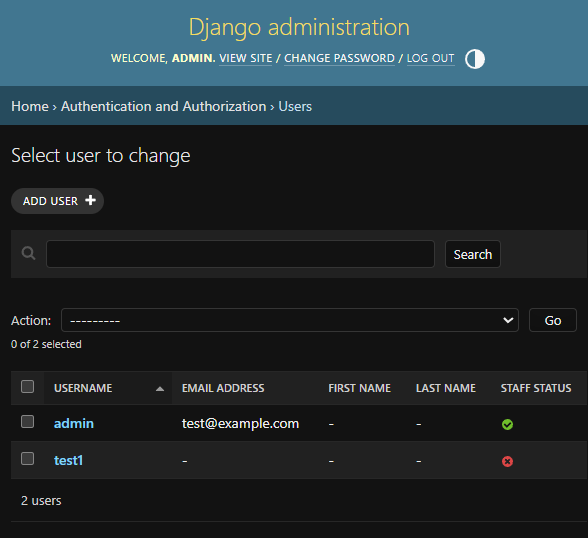 Django administration
WELCOME, ADMIN. VIEW SITE / CHANGE PASSWORD / LOG OUT
Home › Authentication and Authorization › Users
Select user to change
ADD USER +
Search
Action: --------- Go
0 of 2 selected
USERNAME EMAIL ADDRESS FIRST NAME LAST NAME STAFF STATUS
admin test@example.com - -
test1 - - -
2 users